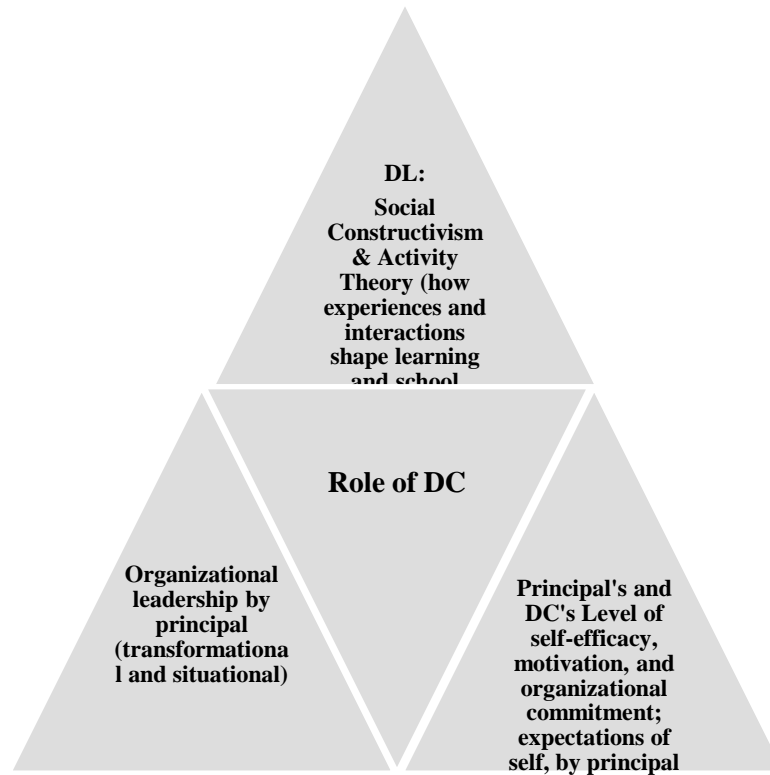 DL:
Social
Constructivism
& Activity
Theory (how
experiences and
interactions
shape learning
and school
Role of DC
Organizational
leadership by
principal
(transformationa
l and situational)
Principal's and
DC's Level of
self-efficacy,
motivation, and
organizational
commitment;
expectations of
self, by principal